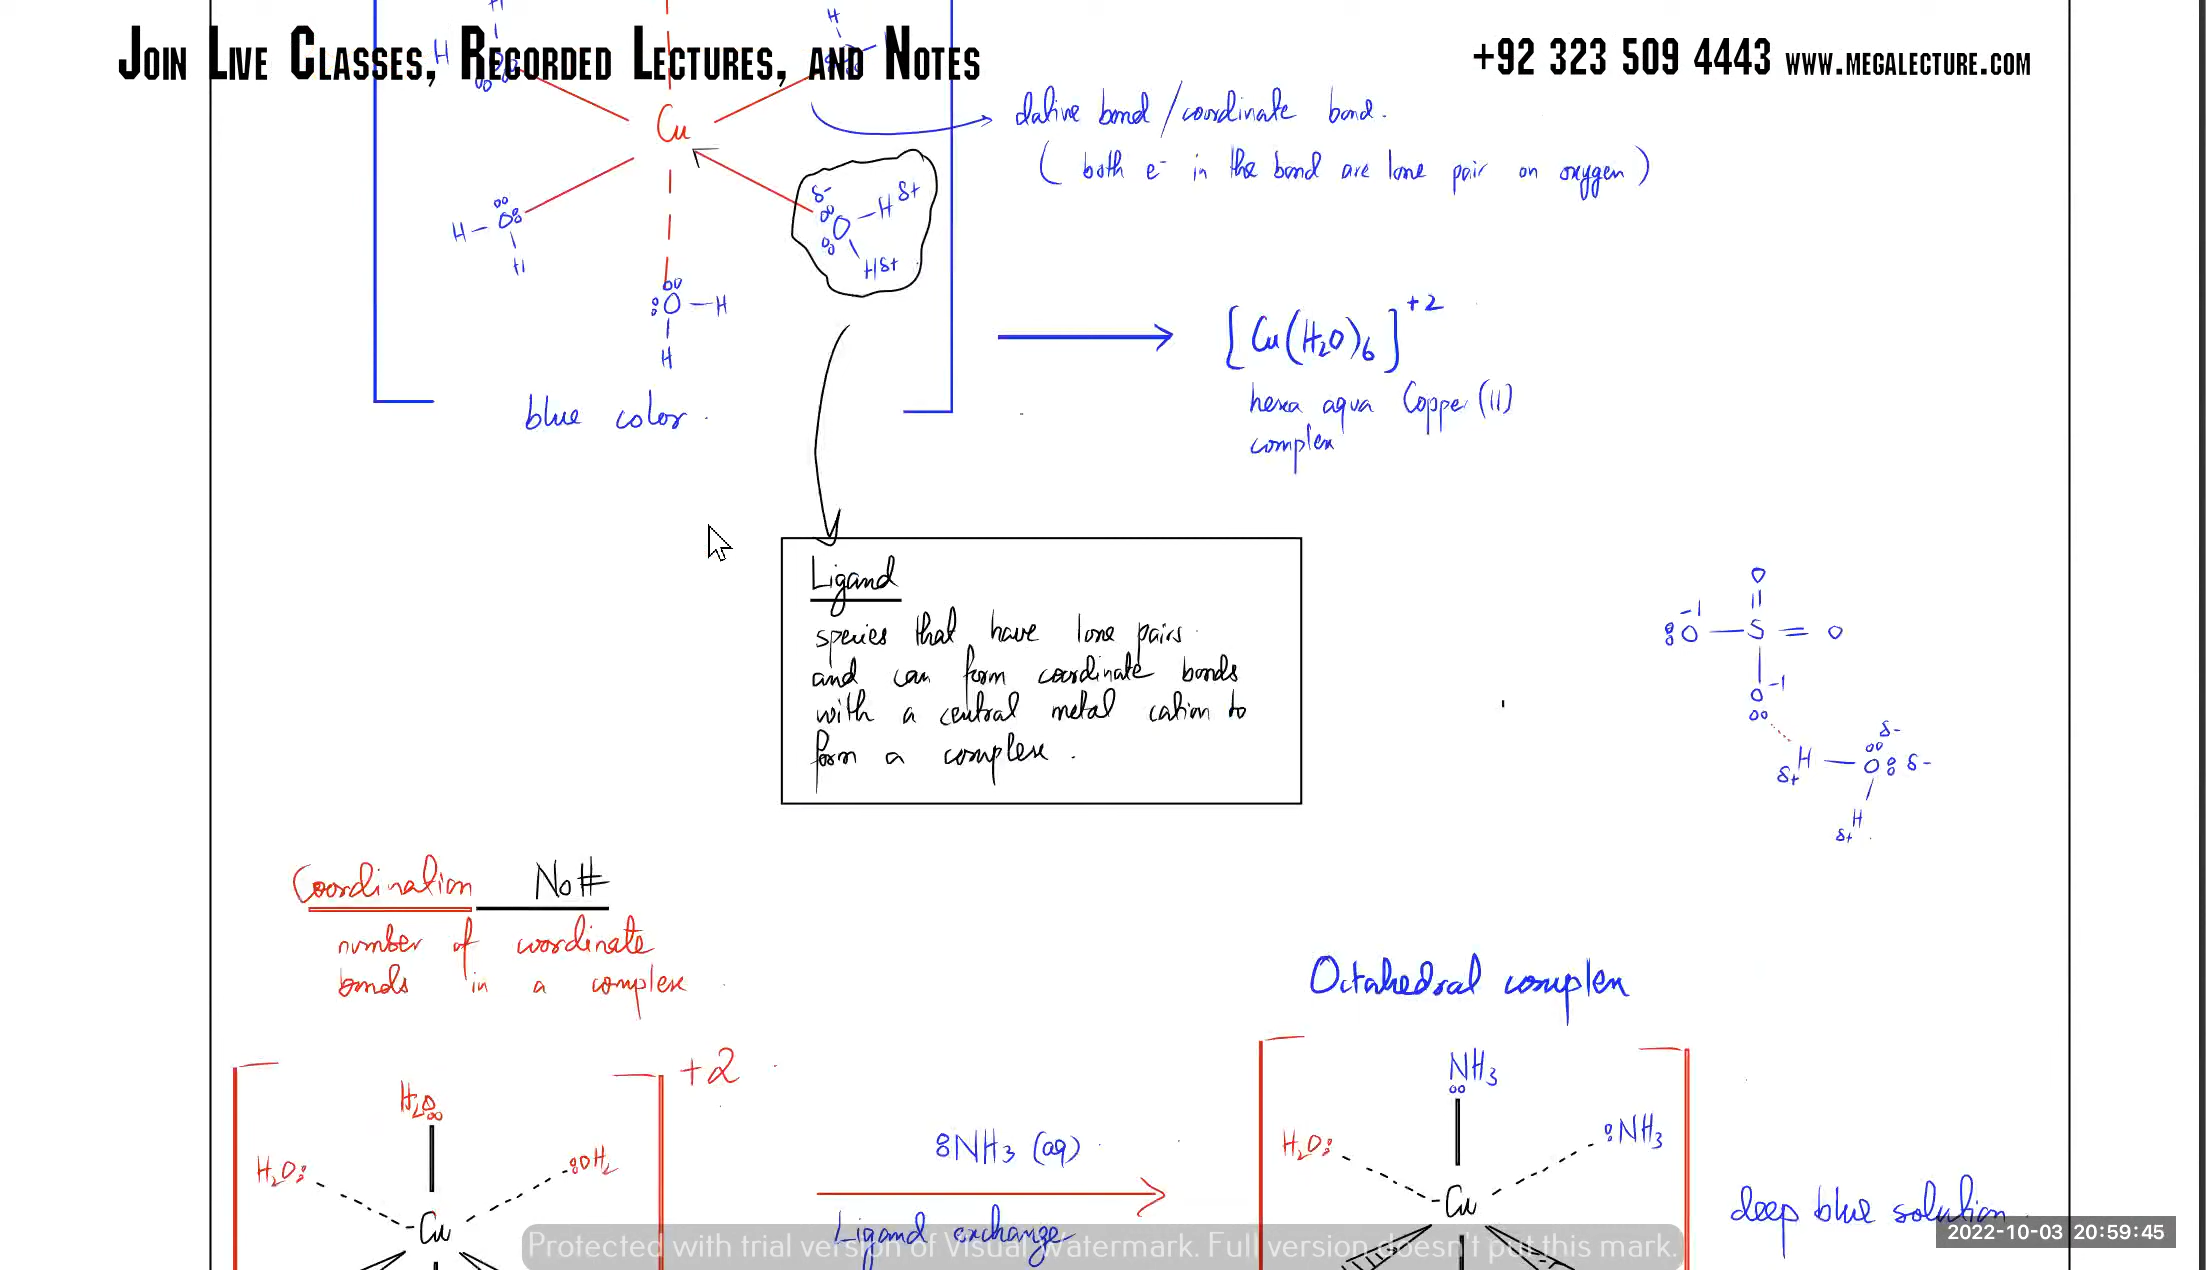 JOIN LIVE CLASSES, RECORDED LECTURES, AND NOTES
+92 323 509 4443 WWW.MEGALECTURE.COM
H
H
H
Cu
dative bond / coordinate bond.
( both e- in the bond are lone pair on oxygen )
δ-
O - H δ+
H δ+
H - O
H
O - H
H
blue color
[Cu(H2O)6]+2
hexa aqua Copper (II)
complex
Ligand
species that have lone pairs
and can form coordinate bonds
with a central metal cation to
form a complex.
O
-1
O - S = O
O -1
δ-
H - O δ-
δ+
H
δ+
Coordination No#
number of coordinate
bonds in a complex
Octahedral complex
+2
H2O
H2O
OH2
Cu
8NH3 (aq)
Ligand exchange
NH3
H2O
NH3
Cu
deep blue solution
Protected with trial version of Visual Watermark. Full version doesn't put this mark.
2022-10-03 20:59:45